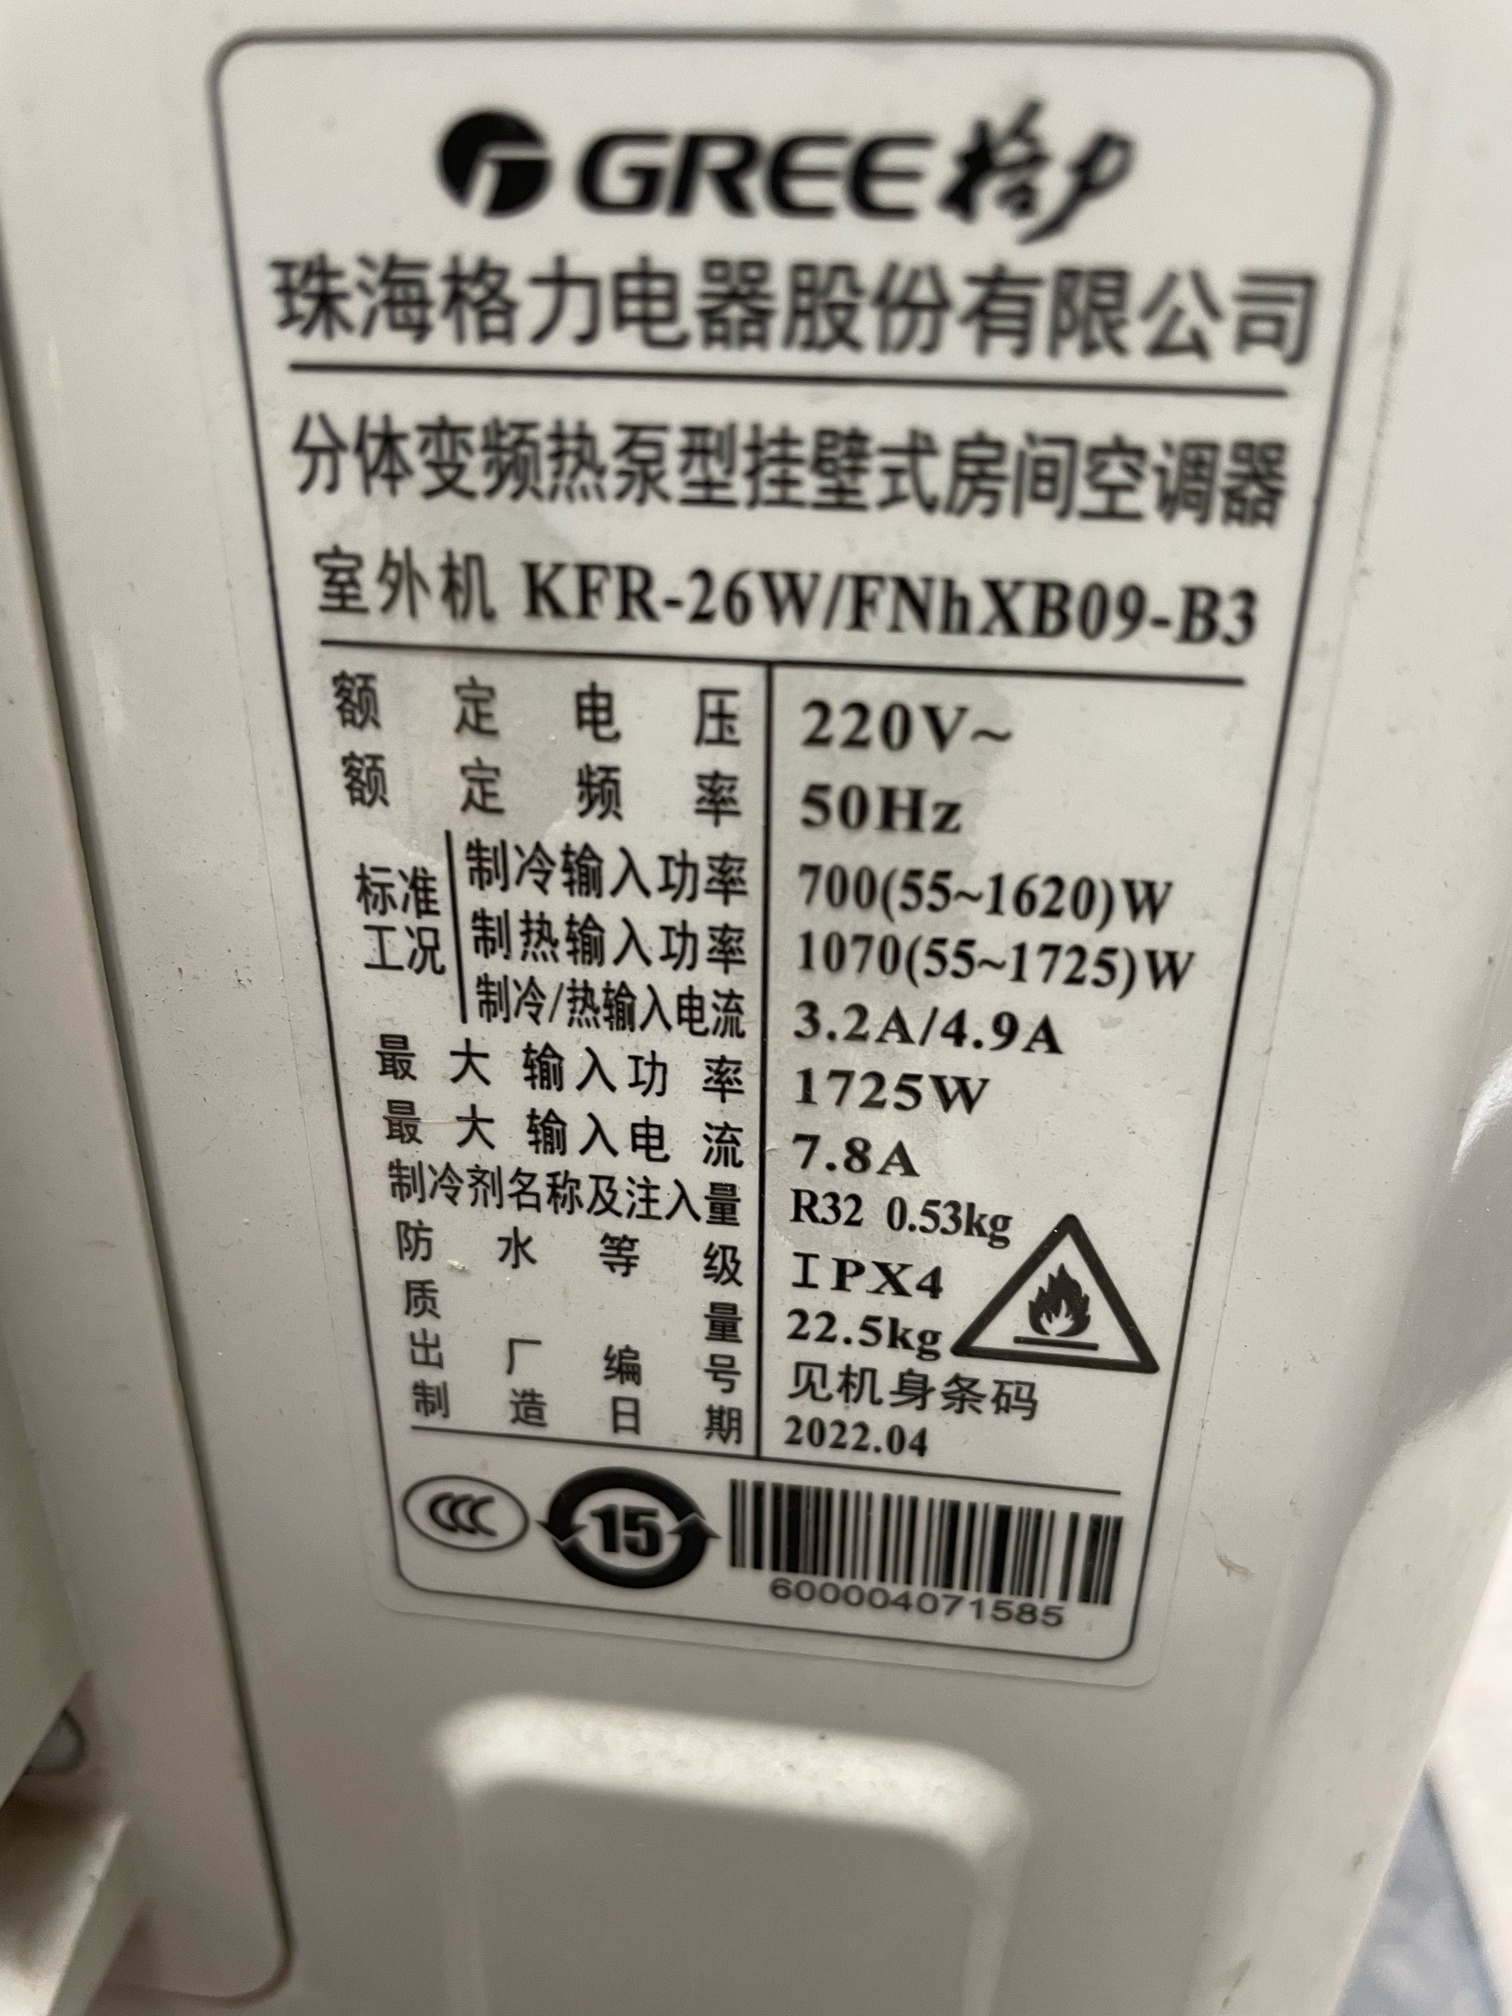 GREE格力
珠海格力电器股份有限公司
分体变频热泵型挂壁式房间空调器
室外机 KFR-26W/FNhXB09-B3
额定电压 220V~
额定频率 50Hz
标准工况 制冷输入功率 700(55~1620)W
制热输入功率 1070(55~1725)W
制冷/热输入电流 3.2A/4.9A
最大输入功率 1725W
最大输入电流 7.8A
制冷剂名称及注入量 R32 0.53kg
防水等级 IPX4
质量 22.5kg
出厂编号 见机身条码
制造日期 2022.04
CCC 15
600004071585